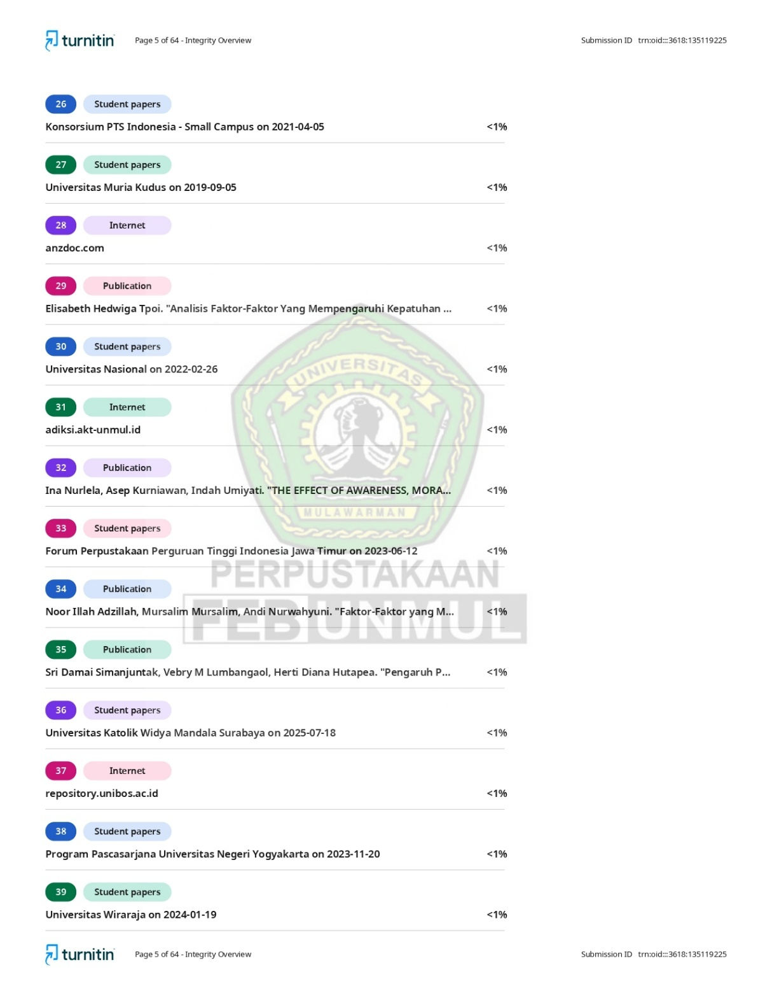 turnitin Page 5 of 64 - Integrity Overview Submission ID trn:oid:::3618:135119225
26 Student papers
Konsorsium PTS Indonesia - Small Campus on 2021-04-05 <1%
27 Student papers
Universitas Muria Kudus on 2019-09-05 <1%
28 Internet
anzdoc.com <1%
29 Publication
Elisabeth Hedwiga Tpoi. "Analisis Faktor-Faktor Yang Mempengaruhi Kepatuhan ... <1%
30 Student papers
Universitas Nasional on 2022-02-26 <1%
UNIVERSITAS
31 Internet
adiksi.akt-unmul.id <1%
32 Publication
Ina Nurlela, Asep Kurniawan, Indah Umiyati. "THE EFFECT OF AWARENESS, MORA... <1%
MULAWARMAN
33 Student papers
Forum Perpustakaan Perguruan Tinggi Indonesia Jawa Timur on 2023-06-12 <1%
PERPUSTAKAAN
34 Publication
Noor Illah Adzillah, Mursalim Mursalim, Andi Nurwahyuni. "Faktor-Faktor yang M... <1%
FEB UNMUL
35 Publication
Sri Damai Simanjuntak, Vebry M Lumbangaol, Herti Diana Hutapea. "Pengaruh P... <1%
36 Student papers
Universitas Katolik Widya Mandala Surabaya on 2025-07-18 <1%
37 Internet
repository.unibos.ac.id <1%
38 Student papers
Program Pascasarjana Universitas Negeri Yogyakarta on 2023-11-20 <1%
39 Student papers
Universitas Wiraraja on 2024-01-19 <1%
turnitin Page 5 of 64 - Integrity Overview Submission ID trn:oid:::3618:135119225